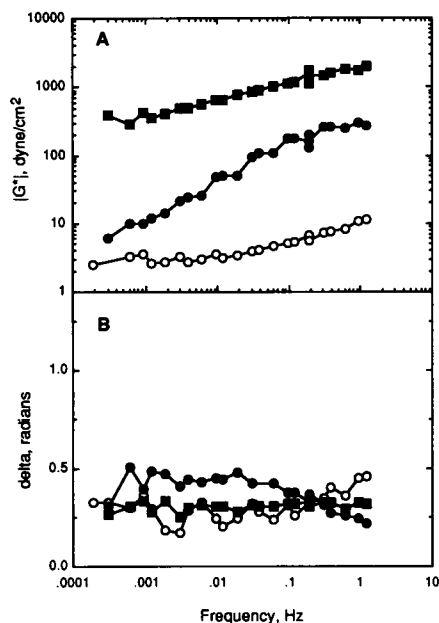 A
10000
1000
100
10
1
|G*|, dyne/cm2
B
1.0
0.5
0.0
delta, radians
.0001
.001
.01
.1
1
10
Frequency, Hz